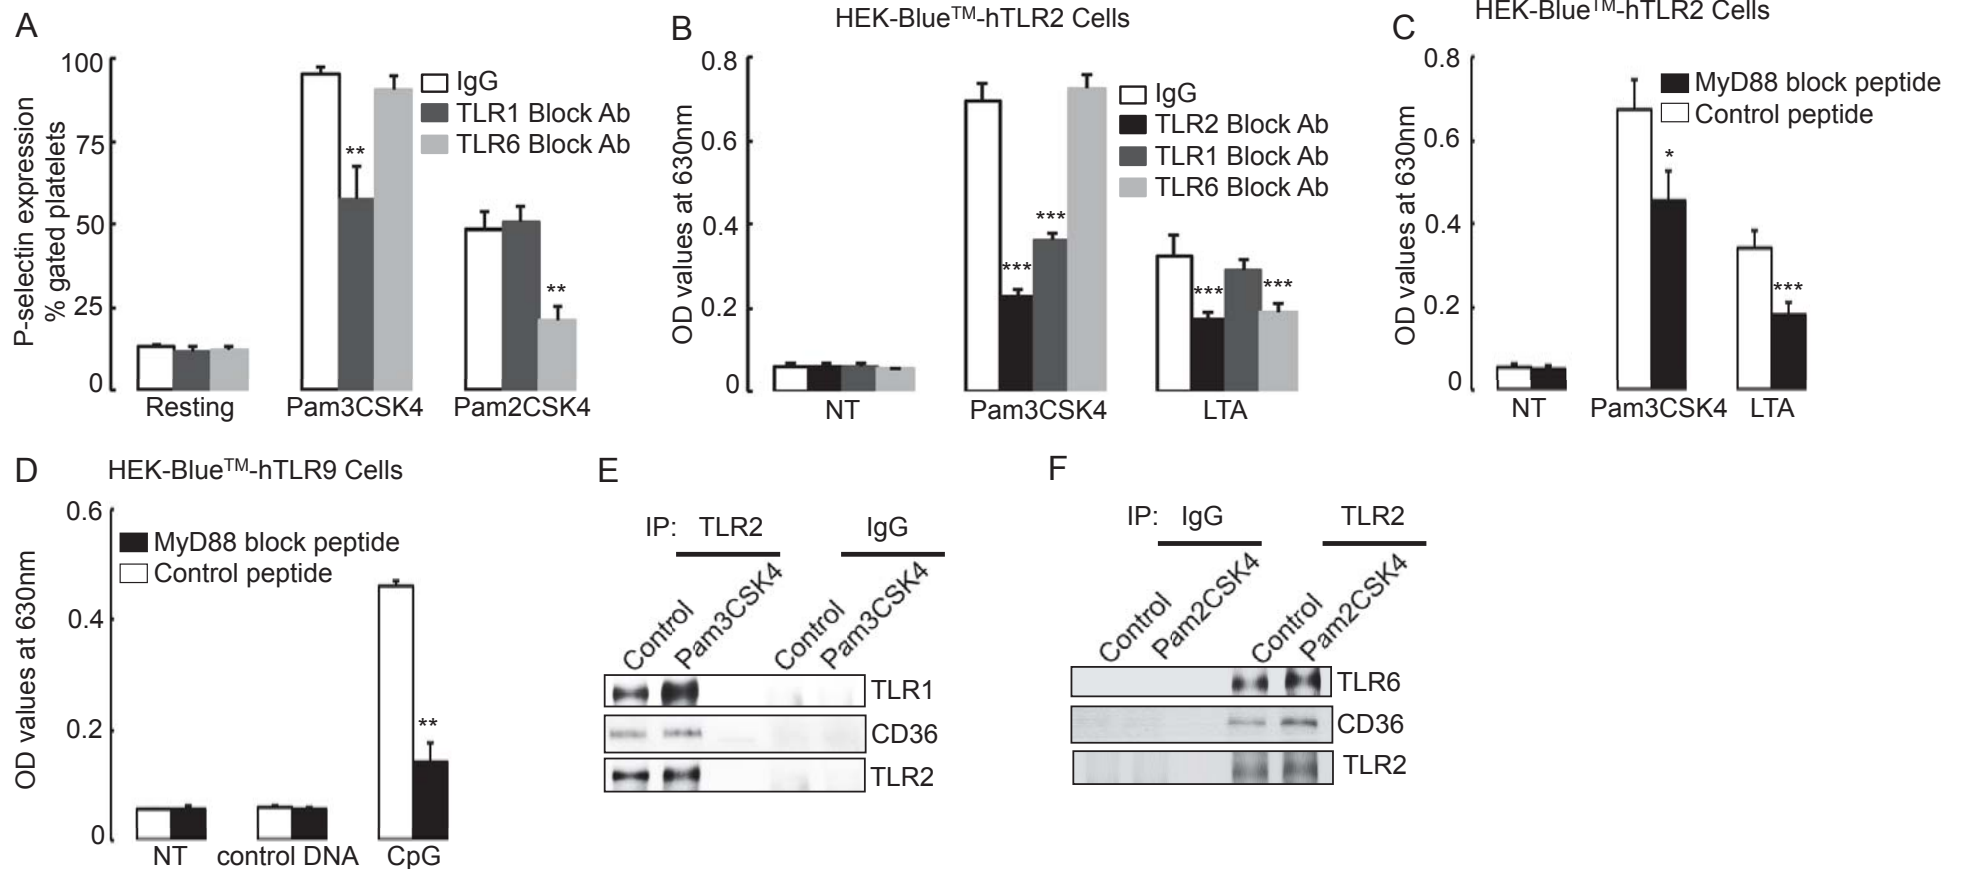 A
P-selectin expression
% gated platelets
100
75
50
25
0
IgG
TLR1 Block Ab
TLR6 Block Ab
**
**
Resting
Pam3CSK4
Pam2CSK4
B
HEK-Blue™-hTLR2 Cells
OD values at 630nm
0.8
0.6
0.4
0.2
0
IgG
TLR2 Block Ab
TLR1 Block Ab
TLR6 Block Ab
***
***
***
***
NT
Pam3CSK4
LTA
C
HEK-Blue™-hTLR2 Cells
OD values at 630nm
0.8
0.6
0.4
0.2
0
MyD88 block peptide
Control peptide
*
***
NT
Pam3CSK4
LTA
D
HEK-Blue™-hTLR9 Cells
OD values at 630nm
0.6
0.4
0.2
0
MyD88 block peptide
Control peptide
**
NT
control DNA
CpG
E
IP: TLR2 IgG
Control
Pam3CSK4
Control
Pam3CSK4
TLR1
CD36
TLR2
F
IP: IgG TLR2
Control
Pam2CSK4
Control
Pam2CSK4
TLR6
CD36
TLR2